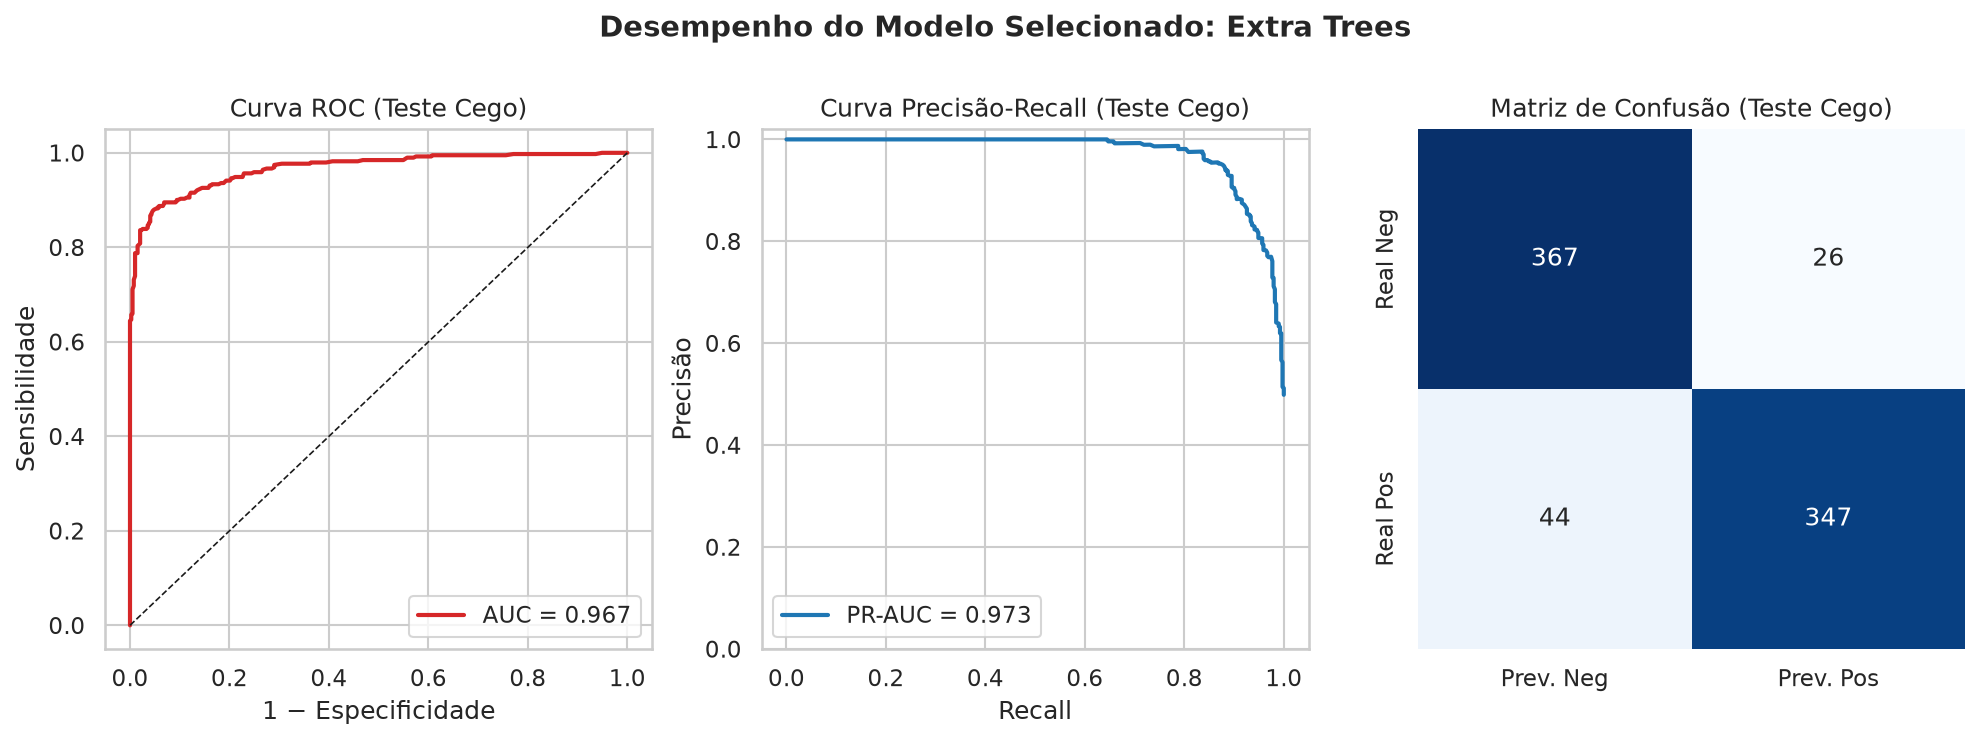 Desempenho do Modelo Selecionado: Extra Trees
Curva ROC (Teste Cego)
Sensibilidade
1.0
0.8
0.6
0.4
0.2
0.0
0.0 0.2 0.4 0.6 0.8 1.0
1 − Especificidade
AUC = 0.967
Curva Precisão-Recall (Teste Cego)
Precisão
1.0
0.8
0.6
0.4
0.2
0.0
0.0 0.2 0.4 0.6 0.8 1.0
Recall
PR-AUC = 0.973
Matriz de Confusão (Teste Cego)
Real Neg
367 26
Real Pos
44 347
Prev. Neg Prev. Pos